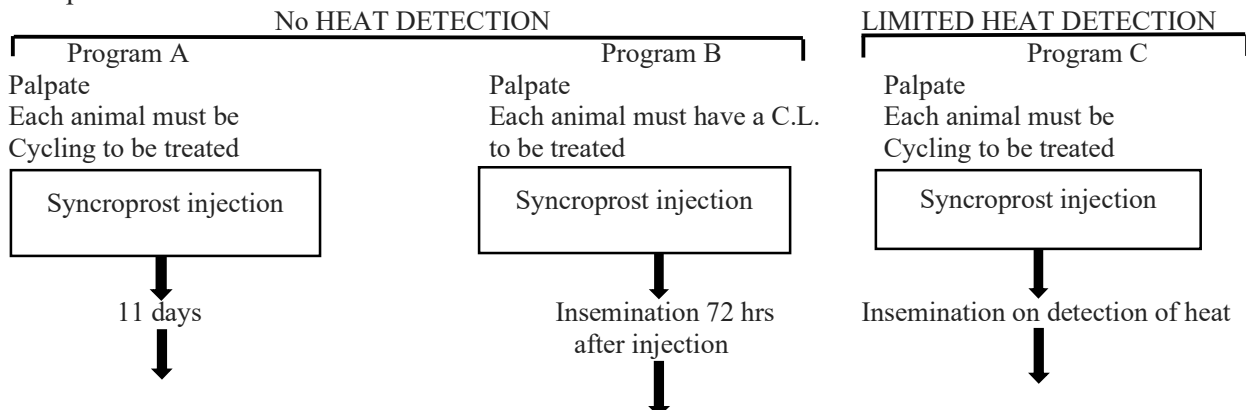 No HEAT DETECTION
LIMITED HEAT DETECTION
Program A
Palpate
Each animal must be
Cycling to be treated
Syncroprost injection
11 days
Program B
Palpate
Each animal must have a C.L.
to be treated
Syncroprost injection
Insemination 72 hrs
after injection
Program C
Palpate
Each animal must be
Cycling to be treated
Syncroprost injection
Insemination on detection of heat